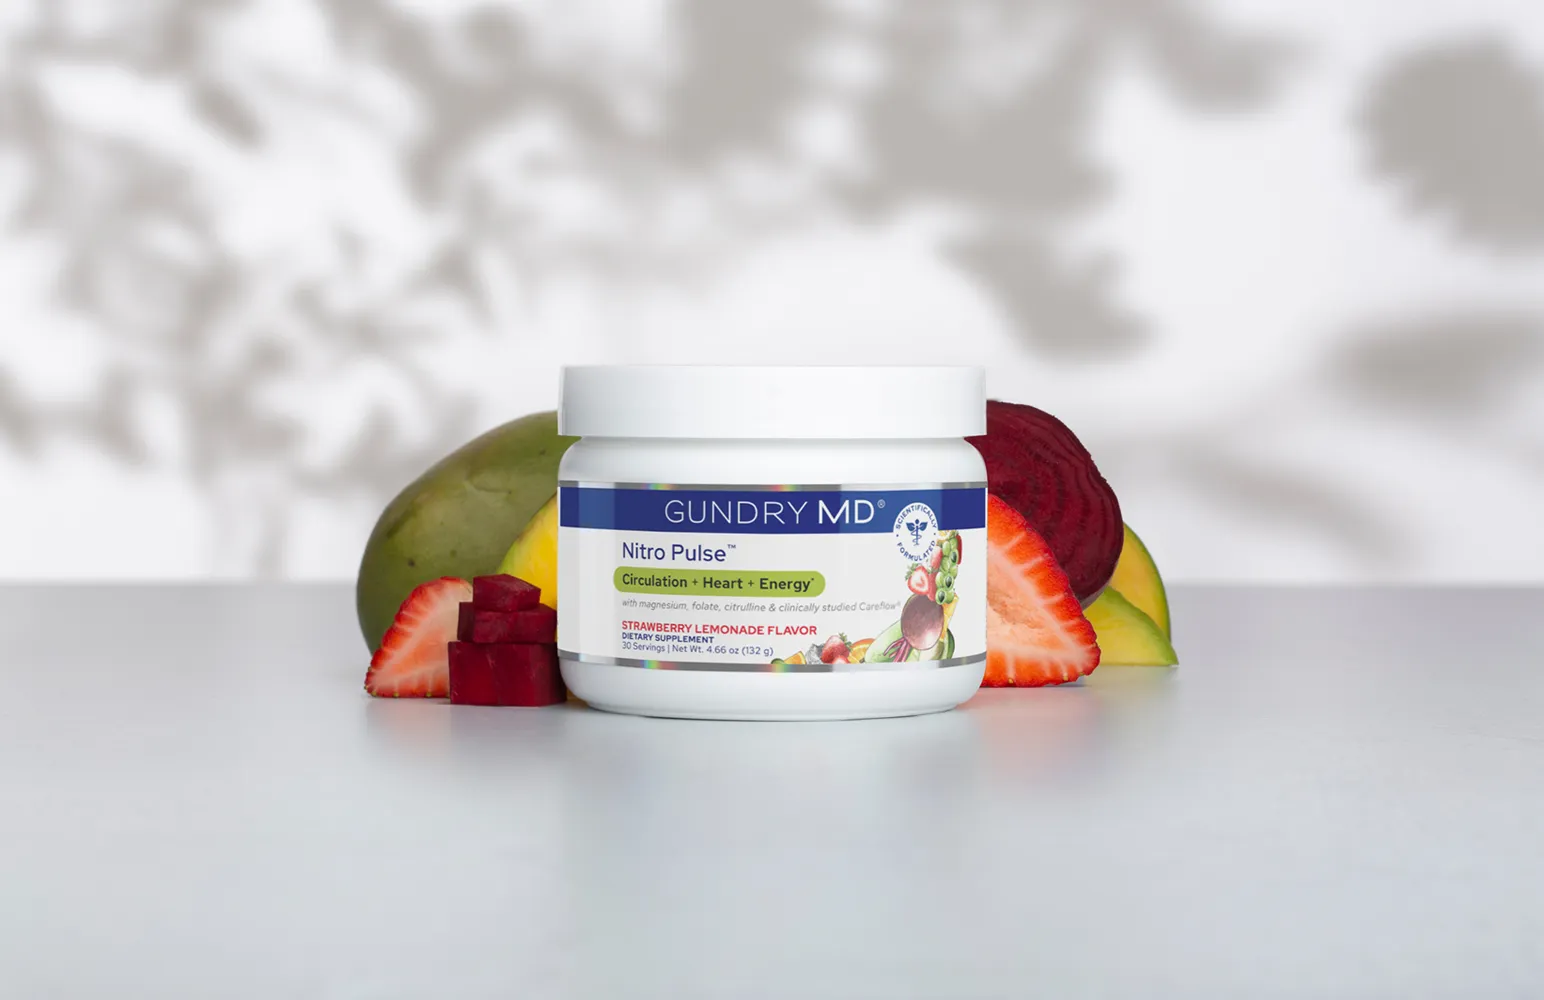 GUNDRY MD®
SCIENTIFICALLY
FORMULATED
Nitro Pulse™
Circulation + Heart + Energy*
with magnesium, folate, citrulline & clinically studied Careflow®
STRAWBERRY LEMONADE FLAVOR
DIETARY SUPPLEMENT
30 Servings | Net Wt. 4.66 oz (132 g)